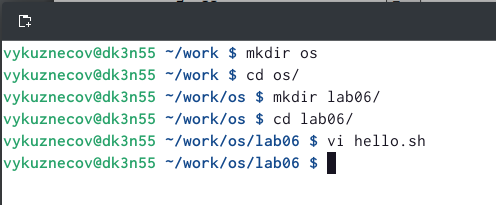 vykuznecov@dk3n55 ~/work $ mkdir os
vykuznecov@dk3n55 ~/work $ cd os/
vykuznecov@dk3n55 ~/work/os $ mkdir lab06/
vykuznecov@dk3n55 ~/work/os $ cd lab06/
vykuznecov@dk3n55 ~/work/os/lab06 $ vi hello.sh
vykuznecov@dk3n55 ~/work/os/lab06 $